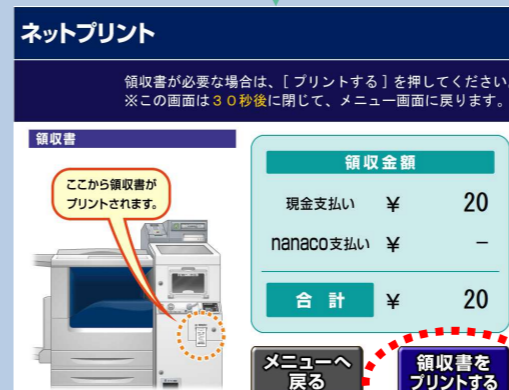 ネットプリント
領収書が必要な場合は、[プリントする]を押してください。
※この画面は３０秒後に閉じて、メニュー画面に戻ります。
領収書
ここから領収書が
プリントされます。
領収金額
現金支払い ¥ 20
nanaco支払い ¥ −
合計 ¥ 20
メニューへ
戻る
領収書を
プリントする